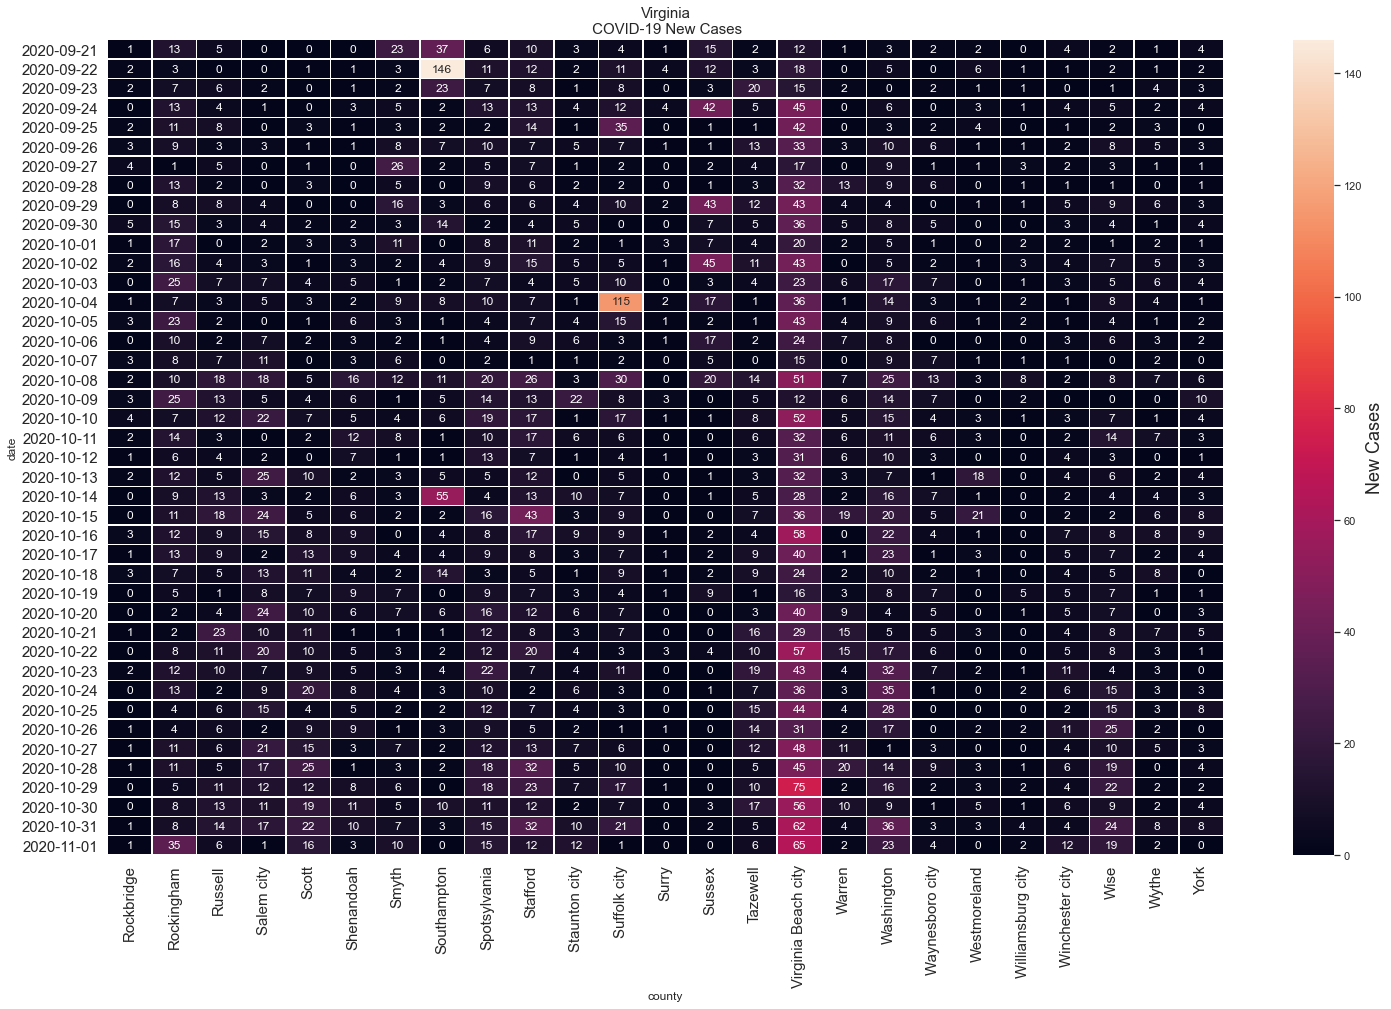 Virginia
COVID-19 New Cases
2020-09-21 1 13 5 0 0 0 23 37 6 10 3 4 1 15 2 12 1 3 2 2 0 4 2 1 4
2020-09-22 2 3 0 0 1 1 3 146 11 12 2 11 4 12 3 18 0 5 0 6 1 1 2 1 2
2020-09-23 2 7 6 2 0 1 2 23 7 8 1 8 0 3 20 15 2 0 2 1 1 0 1 4 3
2020-09-24 0 13 4 1 0 3 5 2 13 13 4 12 4 42 5 45 0 6 0 3 1 4 5 2 4
2020-09-25 2 11 8 0 3 1 3 2 2 14 1 35 0 1 1 42 0 3 2 4 0 1 2 3 0
2020-09-26 3 9 3 3 1 1 8 7 10 7 5 7 1 1 13 33 3 10 6 1 1 2 8 5 3
2020-09-27 4 1 5 0 1 0 26 2 5 7 1 2 0 2 4 17 0 9 1 1 3 2 3 1 1
2020-09-28 0 13 2 0 3 0 5 0 9 6 2 2 0 1 3 32 13 9 6 0 1 1 1 0 1
2020-09-29 0 8 8 4 0 0 16 3 6 6 4 10 2 43 12 43 4 4 0 1 1 5 9 6 3
2020-09-30 5 15 3 4 2 2 3 14 2 4 5 0 0 7 5 36 5 8 5 0 0 3 4 1 4
2020-10-01 1 17 0 2 3 3 11 0 8 11 2 1 3 7 4 20 2 5 1 0 2 2 1 2 1
2020-10-02 2 16 4 3 1 3 2 4 9 15 5 5 1 45 11 43 0 5 2 1 3 4 7 5 3
2020-10-03 0 25 7 7 4 5 1 2 7 4 5 10 0 3 4 23 6 17 7 0 1 3 5 6 4
2020-10-04 1 7 3 5 3 2 9 8 10 7 1 115 2 17 1 36 1 14 3 1 2 1 8 4 1
2020-10-05 3 23 2 0 1 6 3 1 4 7 4 15 1 2 1 43 4 9 6 1 2 1 4 1 2
2020-10-06 0 10 2 7 2 3 2 1 4 9 6 3 1 17 2 24 7 8 0 0 0 3 6 3 2
2020-10-07 3 8 7 11 0 3 6 0 2 1 1 2 0 5 0 15 0 9 7 1 1 1 0 2 0
2020-10-08 2 10 18 18 5 16 12 11 20 26 3 30 0 20 14 51 7 25 13 3 8 2 8 7 6
2020-10-09 3 25 13 5 4 6 1 5 14 13 22 8 3 0 5 12 6 14 7 0 2 0 0 0 10
2020-10-10 4 7 12 22 7 5 4 6 19 17 1 17 1 1 8 52 5 15 4 3 1 3 7 1 4
2020-10-11 2 14 3 0 2 12 8 1 10 17 6 6 0 0 6 32 6 11 6 3 0 2 14 7 3
2020-10-12 1 6 4 2 0 7 1 1 13 7 1 4 1 0 3 31 6 10 3 0 0 4 3 0 1
2020-10-13 2 12 5 25 10 2 3 5 5 12 0 5 0 1 3 32 3 7 1 18 0 4 6 2 4
2020-10-14 0 9 13 3 2 6 3 55 4 13 10 7 0 1 5 28 2 16 7 1 0 2 4 4 3
2020-10-15 0 11 18 24 5 6 2 2 16 43 3 9 0 0 7 36 19 20 5 21 0 2 2 6 8
2020-10-16 3 12 9 15 8 9 0 4 8 17 9 9 1 2 4 58 0 22 4 1 0 7 8 8 9
2020-10-17 1 13 9 2 13 9 4 4 9 8 3 7 1 2 9 40 1 23 1 3 0 5 7 2 4
2020-10-18 3 7 5 13 11 4 2 14 3 5 1 9 1 2 9 24 2 10 2 1 0 4 5 8 0
2020-10-19 0 5 1 8 7 9 7 0 9 7 3 4 1 9 1 16 3 8 7 0 5 5 7 1 1
2020-10-20 0 2 4 24 10 6 7 6 16 12 6 7 0 0 3 40 9 4 5 0 1 5 7 0 3
2020-10-21 1 2 23 10 11 1 1 1 12 8 3 7 0 0 16 29 15 5 5 3 0 4 8 7 5
2020-10-22 0 8 11 20 10 5 3 2 12 20 4 3 3 4 10 57 15 17 6 0 0 5 8 3 1
2020-10-23 2 12 10 7 9 5 3 4 22 7 4 11 0 0 19 43 4 32 7 2 1 11 4 3 0
2020-10-24 0 13 2 9 20 8 4 3 10 2 6 3 0 1 7 36 3 35 1 0 2 6 15 3 3
2020-10-25 0 4 6 15 4 5 2 2 12 7 4 3 0 0 15 44 4 28 0 0 0 2 15 3 8
2020-10-26 1 4 6 2 9 9 1 3 9 5 2 1 1 0 14 31 2 17 0 2 2 11 25 2 0
2020-10-27 1 11 6 21 15 3 7 2 12 13 7 6 0 0 12 48 11 1 3 0 0 4 10 5 3
2020-10-28 1 11 5 17 25 1 3 2 18 32 5 10 0 0 5 45 20 14 9 3 1 6 19 0 4
2020-10-29 0 5 11 12 12 8 6 0 18 23 7 17 1 0 10 75 2 16 2 3 2 4 22 2 2
2020-10-30 0 8 13 11 19 11 5 10 11 12 2 7 0 3 17 56 10 9 1 5 1 6 9 2 4
2020-10-31 1 8 14 17 22 10 7 3 15 32 10 21 0 2 5 62 4 36 3 3 4 4 24 8 8
2020-11-01 1 35 6 1 16 3 10 0 15 12 12 1 0 0 6 65 2 23 4 0 2 12 19 2 0
Rockbridge Rockingham Russell Salem city Scott Shenandoah Smyth Southampton Spotsylvania Stafford Staunton city Suffolk city Surry Sussex Tazewell Virginia Beach city Warren Washington Waynesboro city Westmoreland Williamsburg city Winchester city Wise Wythe York
county
date
140
120
100
80
60
40
20
0
New Cases